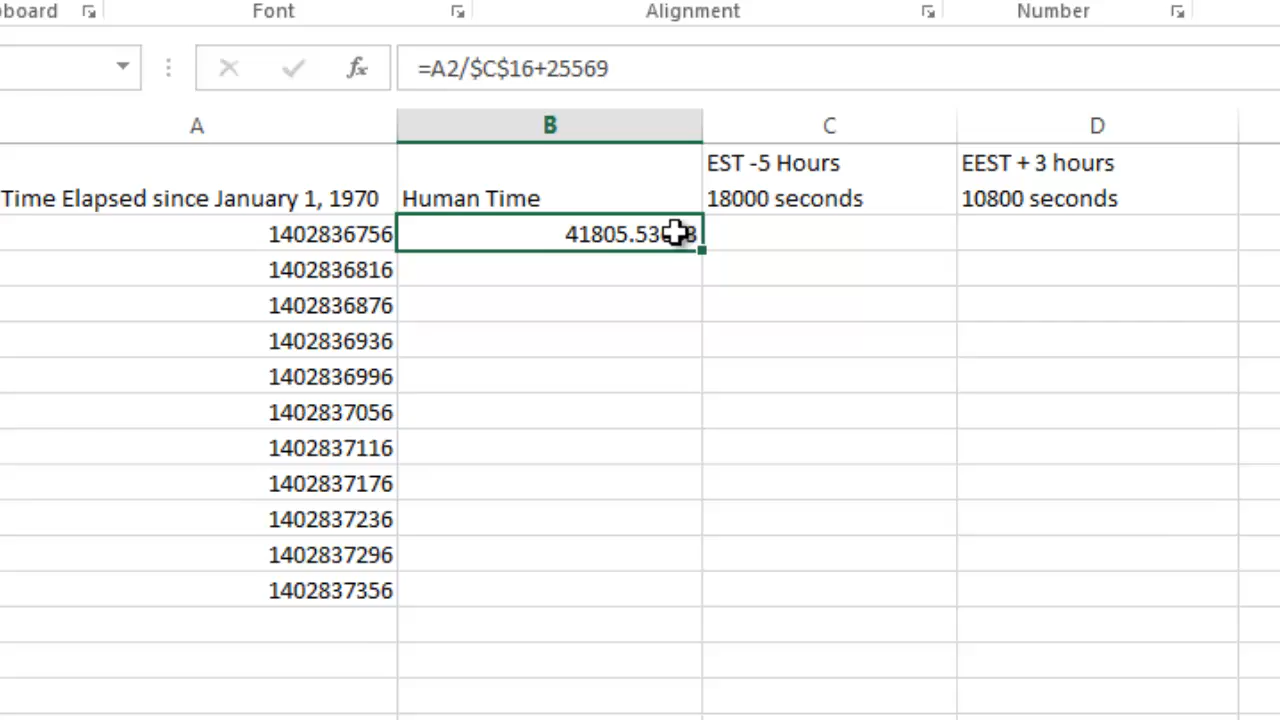 Font Alignment Number
=A2/$C$16+25569
A B C D
EST -5 Hours EEST + 3 hours
Time Elapsed since January 1, 1970 Human Time 18000 seconds 10800 seconds
1402836756
1402836816
1402836876
1402836936
1402836996
1402837056
1402837116
1402837176
1402837236
1402837296
1402837356